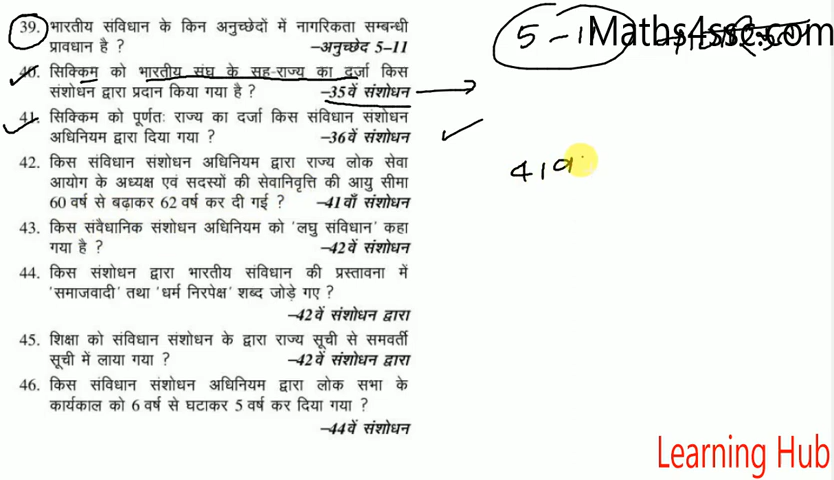 39. भारतीय संविधान के किन अनुच्छेदों में नागरिकता सम्बन्धी
प्रावधान है ? –अनुच्छेद 5–11
40. सिक्किम को भारतीय संघ के सह-राज्य का दर्जा किस
संशोधन द्वारा प्रदान किया गया है ? –35वें संशोधन
41. सिक्किम को पूर्णतः राज्य का दर्जा किस संविधान संशोधन
अधिनियम द्वारा दिया गया ? –36वें संशोधन
42. किस संविधान संशोधन अधिनियम द्वारा राज्य लोक सेवा
आयोग के अध्यक्ष एवं सदस्यों की सेवानिवृत्ति की आयु सीमा
60 वर्ष से बढ़ाकर 62 वर्ष कर दी गई ? –41वाँ संशोधन
43. किस संवैधानिक संशोधन अधिनियम को 'लघु संविधान' कहा
गया है ? –42वें संशोधन
44. किस संशोधन द्वारा भारतीय संविधान की प्रस्तावना में
'समाजवादी' तथा 'धर्म निरपेक्ष' शब्द जोड़े गए ?
–42वें संशोधन द्वारा
45. शिक्षा को संविधान संशोधन के द्वारा राज्य सूची से समवर्ती
सूची में लाया गया ? –42वें संशोधन द्वारा
46. किस संविधान संशोधन अधिनियम द्वारा लोक सभा के
कार्यकाल को 6 वर्ष से घटाकर 5 वर्ष कर दिया गया ?
–44वें संशोधन
5–11
Maths4ssc.com
Learning Hub